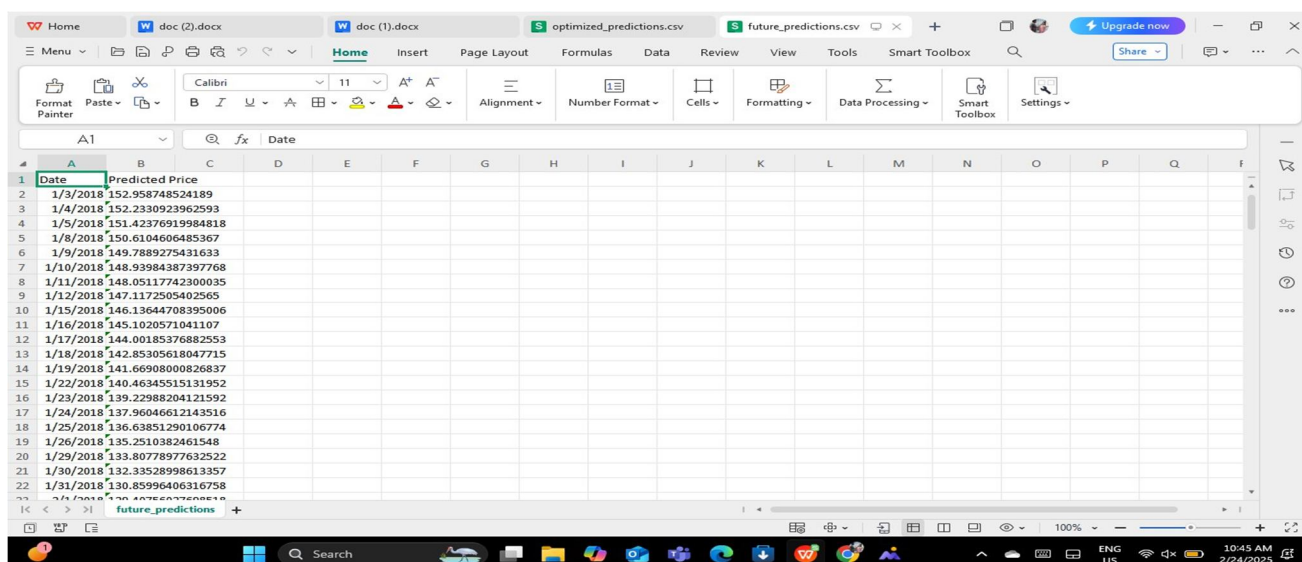 Home doc (2).docx doc (1).docx optimized_predictions.csv future_predictions.csv + Upgrade now
Menu Home Insert Page Layout Formulas Data Review View Tools Smart Toolbox Share
Calibri 11 A+ A-
Format Painter Paste B I U A A Alignment Number Format Cells Formatting Data Processing Smart Toolbox Settings
A1 fx Date
A B C D E F G H I J K L M N O P Q
1 Date Predicted Price
2 1/3/2018 152.958748524189
3 1/4/2018 152.2330923962593
4 1/5/2018 151.42376919984818
5 1/8/2018 150.6104606485367
6 1/9/2018 149.7889275431633
7 1/10/2018 148.93984387397768
8 1/11/2018 148.05117742300035
9 1/12/2018 147.1172505402565
10 1/15/2018 146.13644708395006
11 1/16/2018 145.1020571041107
12 1/17/2018 144.00185376882553
13 1/18/2018 142.85305618047715
14 1/19/2018 141.66908000826837
15 1/22/2018 140.46345515131952
16 1/23/2018 139.22988204121592
17 1/24/2018 137.96046612143516
18 1/25/2018 136.63851290106774
19 1/26/2018 135.2510382461548
20 1/29/2018 133.80778977632522
21 1/30/2018 132.33528998613357
22 1/31/2018 130.85996406316758
future_predictions +
100% - +
Search ENG US 10:45 AM 2/24/2025